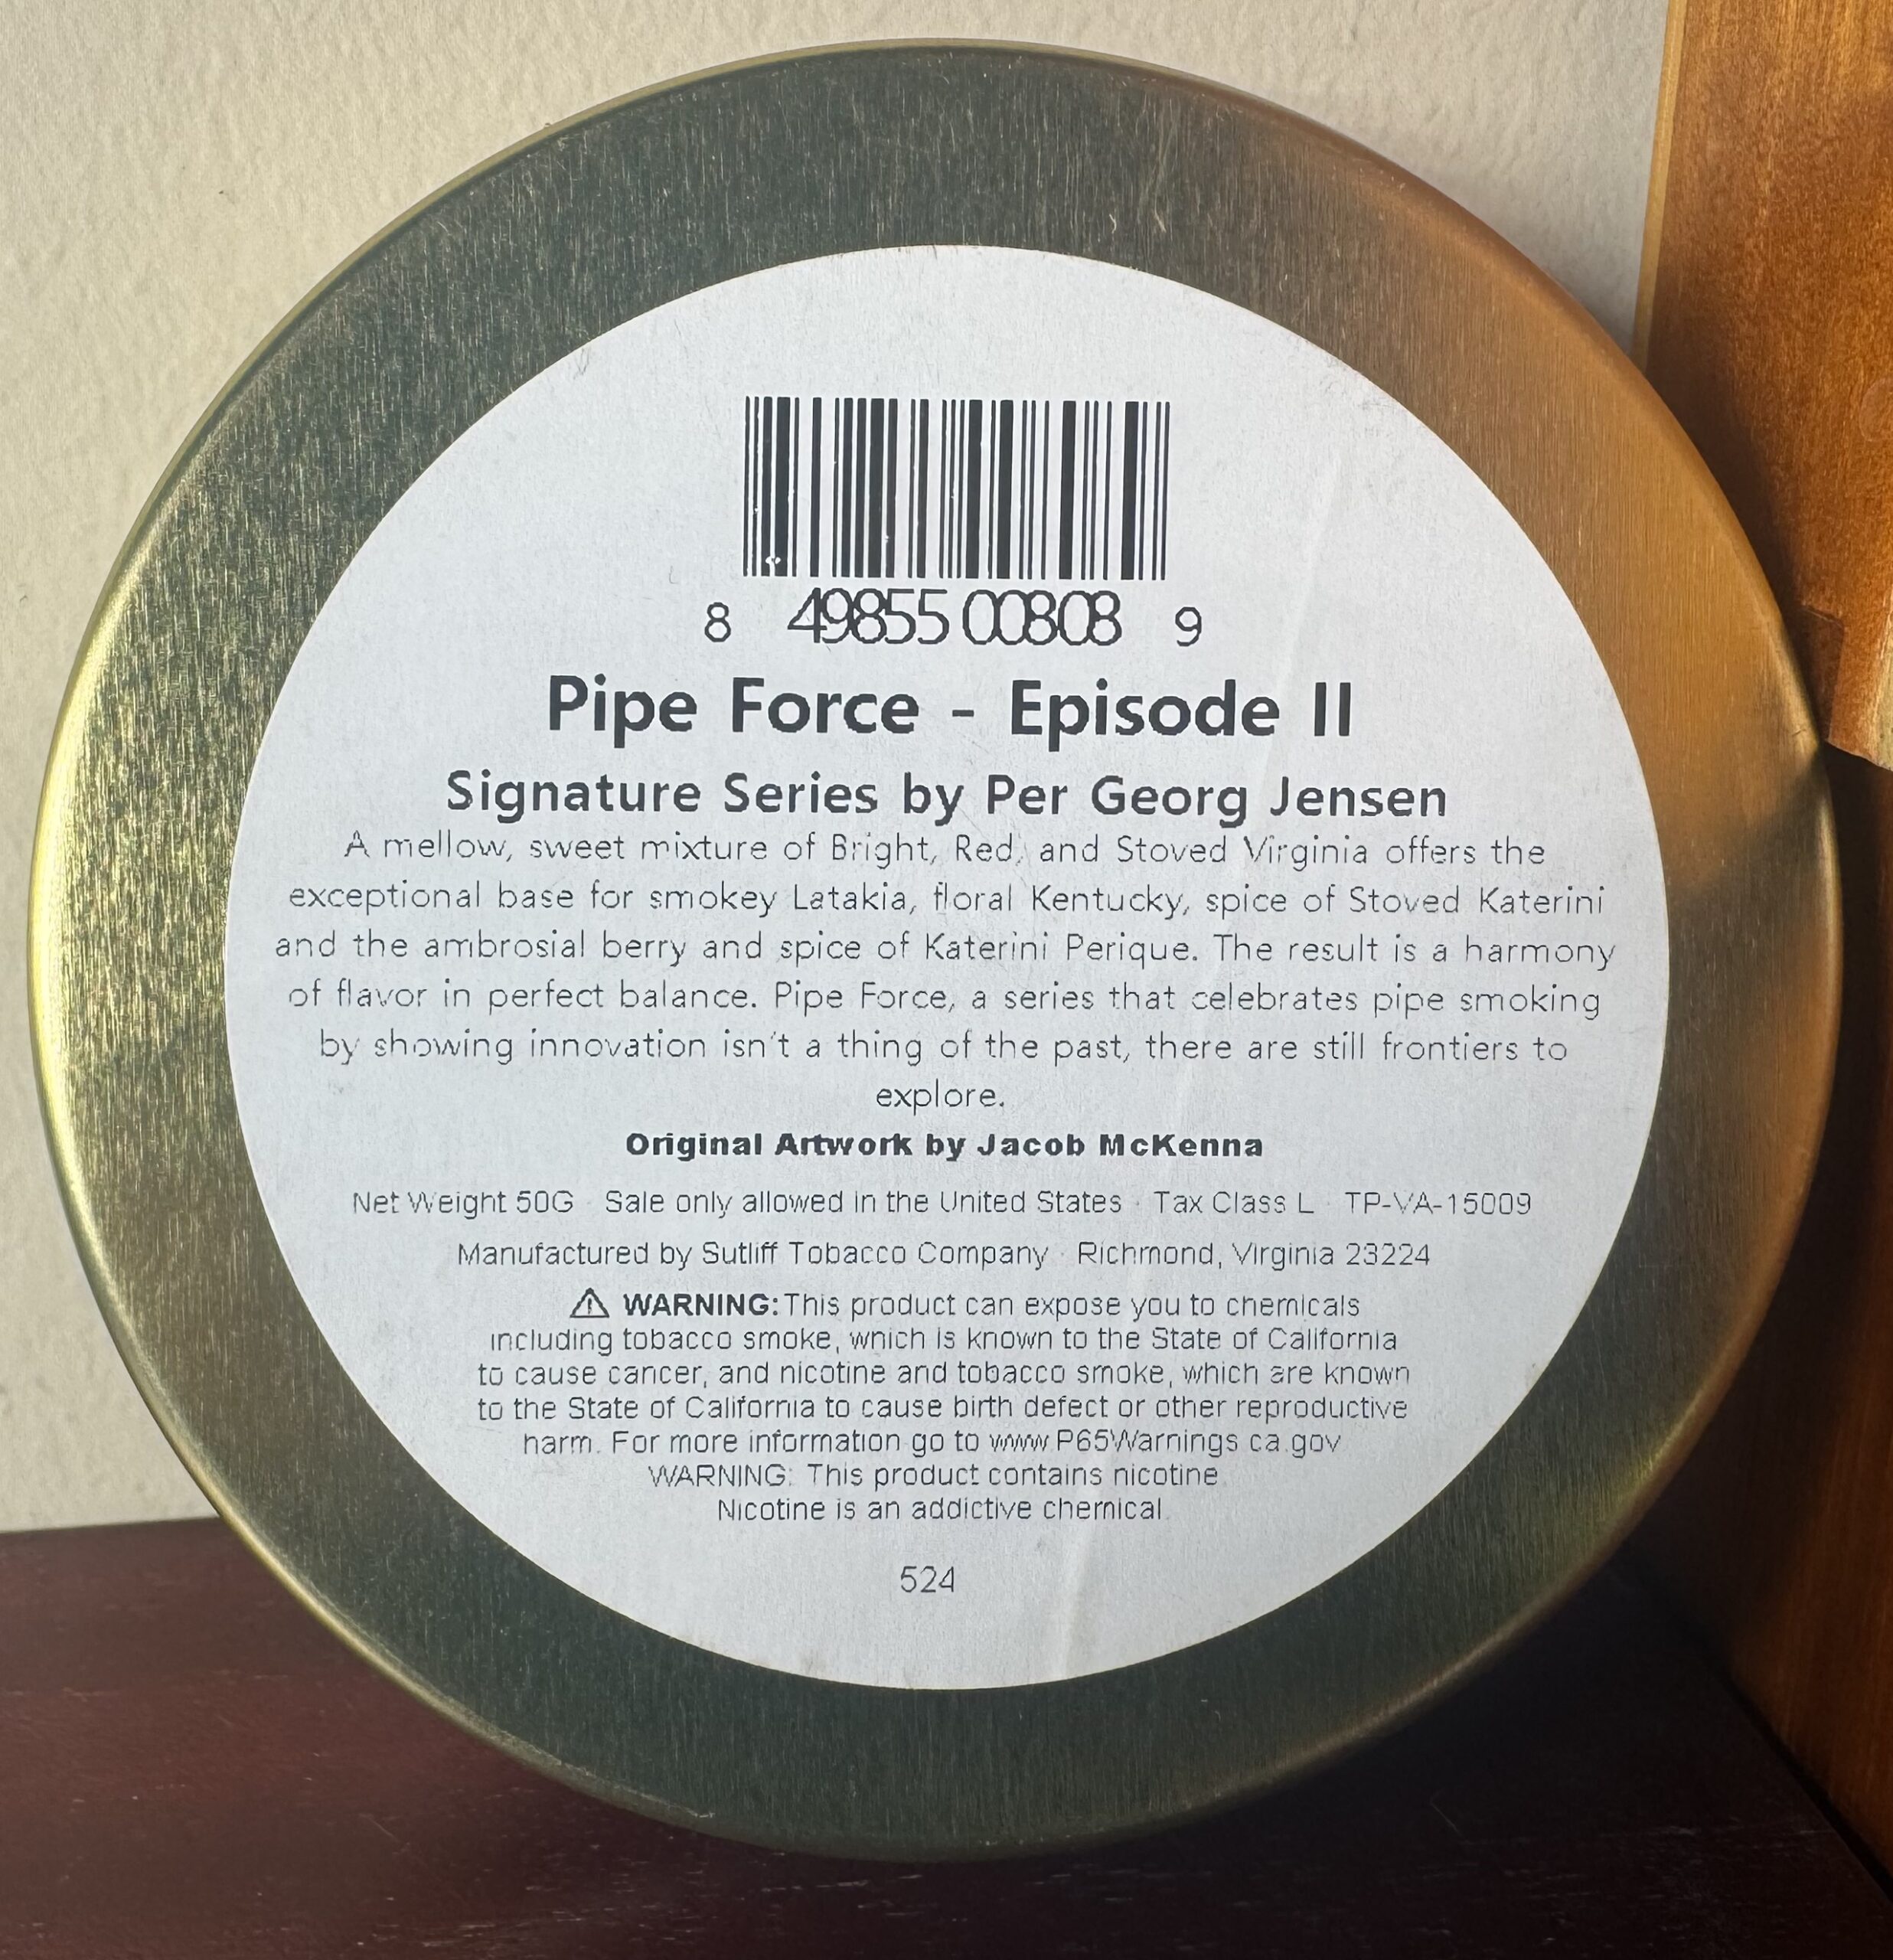 8 49855 00808 9
Pipe Force - Episode II
Signature Series by Per Georg Jensen
A mellow, sweet mixture of Bright, Red, and Stoved Virginia offers the
exceptional base for smokey Latakia, floral Kentucky, spice of Stoved Katerini
and the ambrosial berry and spice of Katerini Perique. The result is a harmony
of flavor in perfect balance. Pipe Force, a series that celebrates pipe smoking
by showing innovation isn't a thing of the past, there are still frontiers to
explore.
Original Artwork by Jacob McKenna
Net Weight 50G · Sale only allowed in the United States · Tax Class L · TP-VA-15009
Manufactured by Sutliff Tobacco Company · Richmond, Virginia 23224
⚠ WARNING: This product can expose you to chemicals
including tobacco smoke, which is known to the State of California
to cause cancer, and nicotine and tobacco smoke, which are known
to the State of California to cause birth defect or other reproductive
harm. For more information go to www.P65Warnings.ca.gov
WARNING: This product contains nicotine.
Nicotine is an addictive chemical.
524